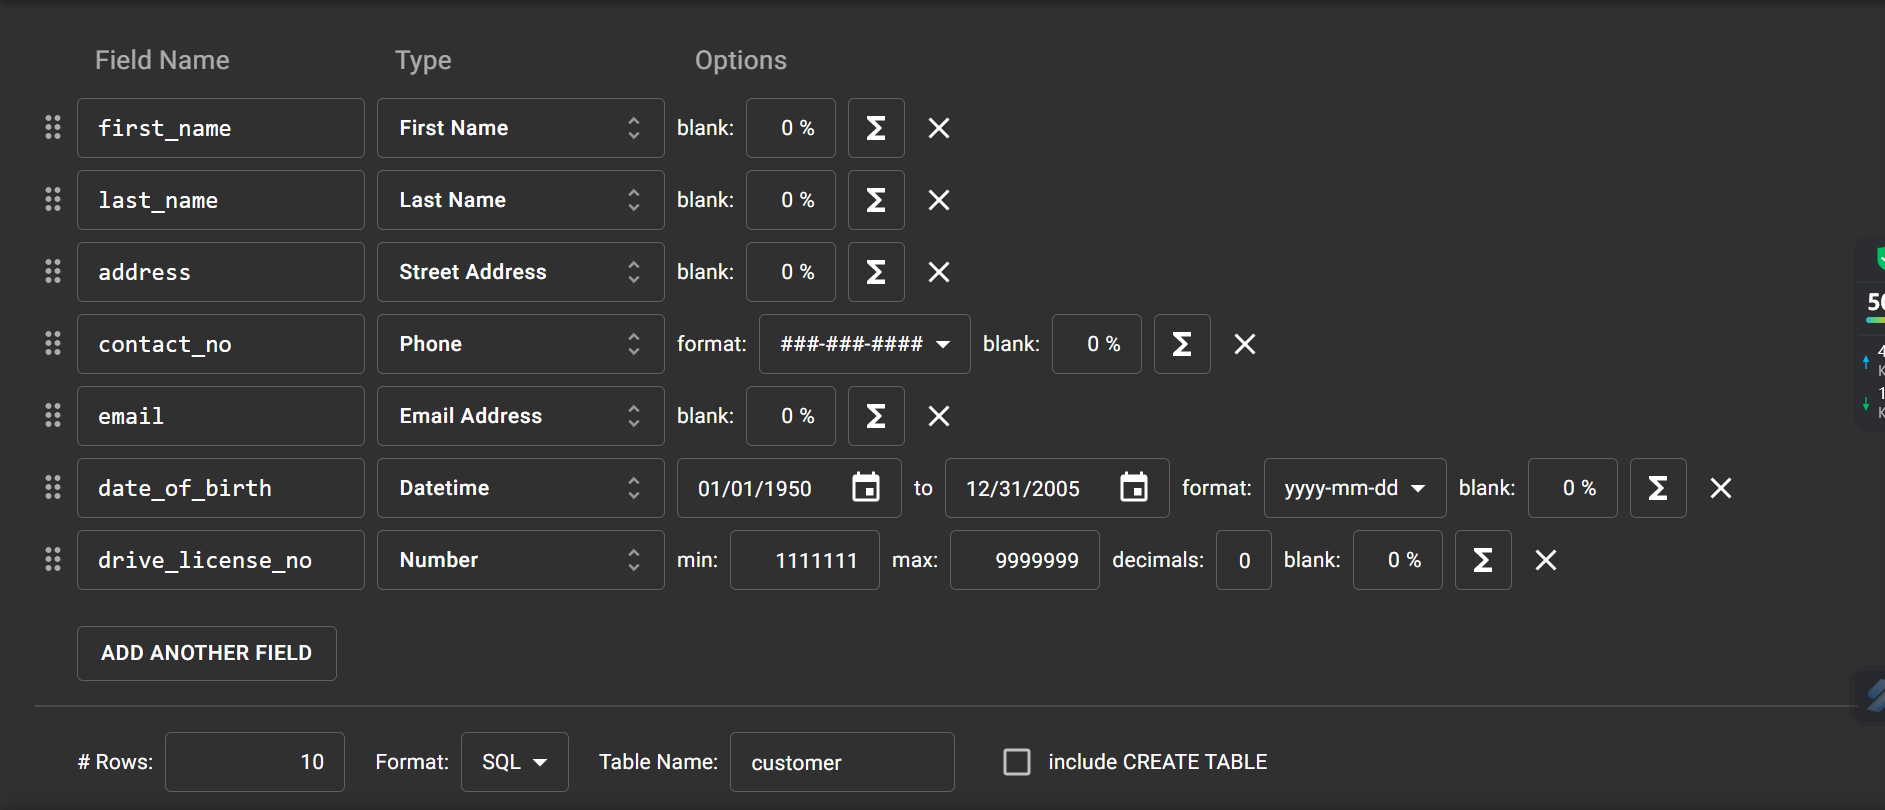 Field Name Type Options
first_name First Name blank: 0 % Σ
last_name Last Name blank: 0 % Σ
address Street Address blank: 0 % Σ
contact_no Phone format: ###-###-#### blank: 0 % Σ
email Email Address blank: 0 % Σ
date_of_birth Datetime 01/01/1950 to 12/31/2005 format: yyyy-mm-dd blank: 0 % Σ
drive_license_no Number min: 1111111 max: 9999999 decimals: 0 blank: 0 % Σ
ADD ANOTHER FIELD
# Rows: 10 Format: SQL Table Name: customer include CREATE TABLE